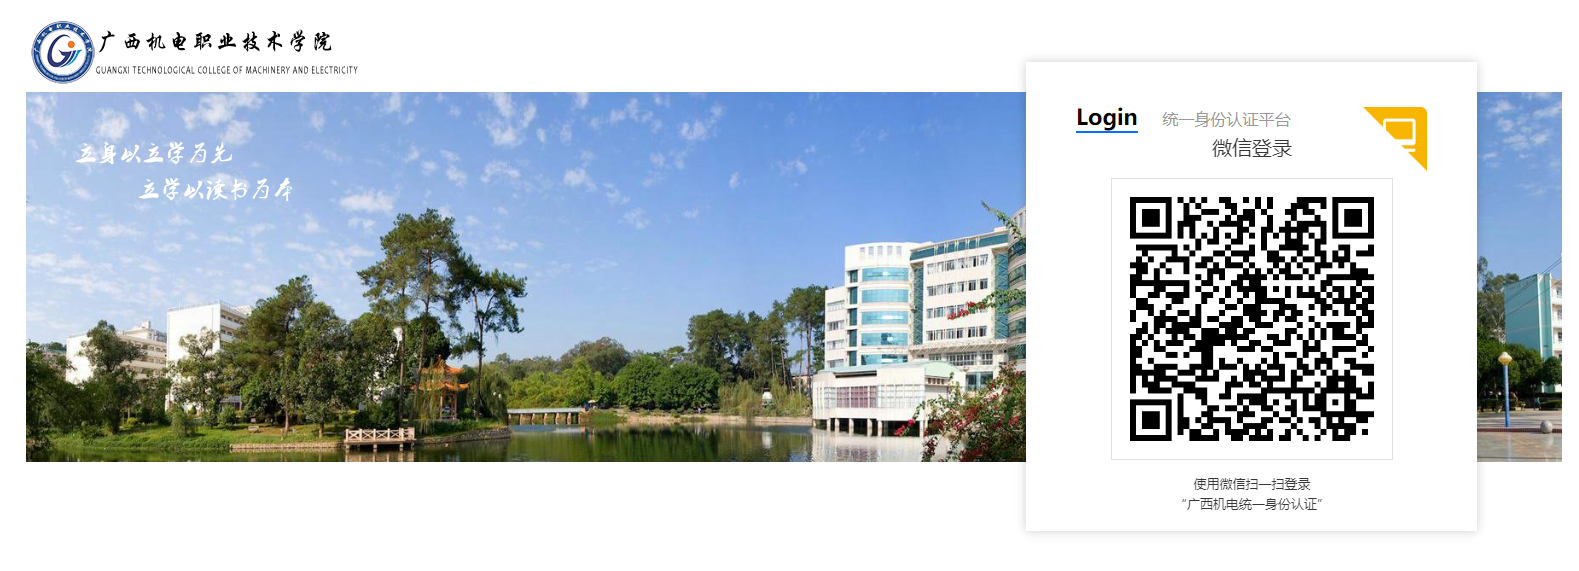 广西机电职业技术学院
GUANGXI TECHNOLOGICAL COLLEGE OF MACHINERY AND ELECTRICITY
立身以立学为先
立学以读书为本
Login 统一身份认证平台
微信登录
使用微信扫一扫登录
“广西机电统一身份认证”